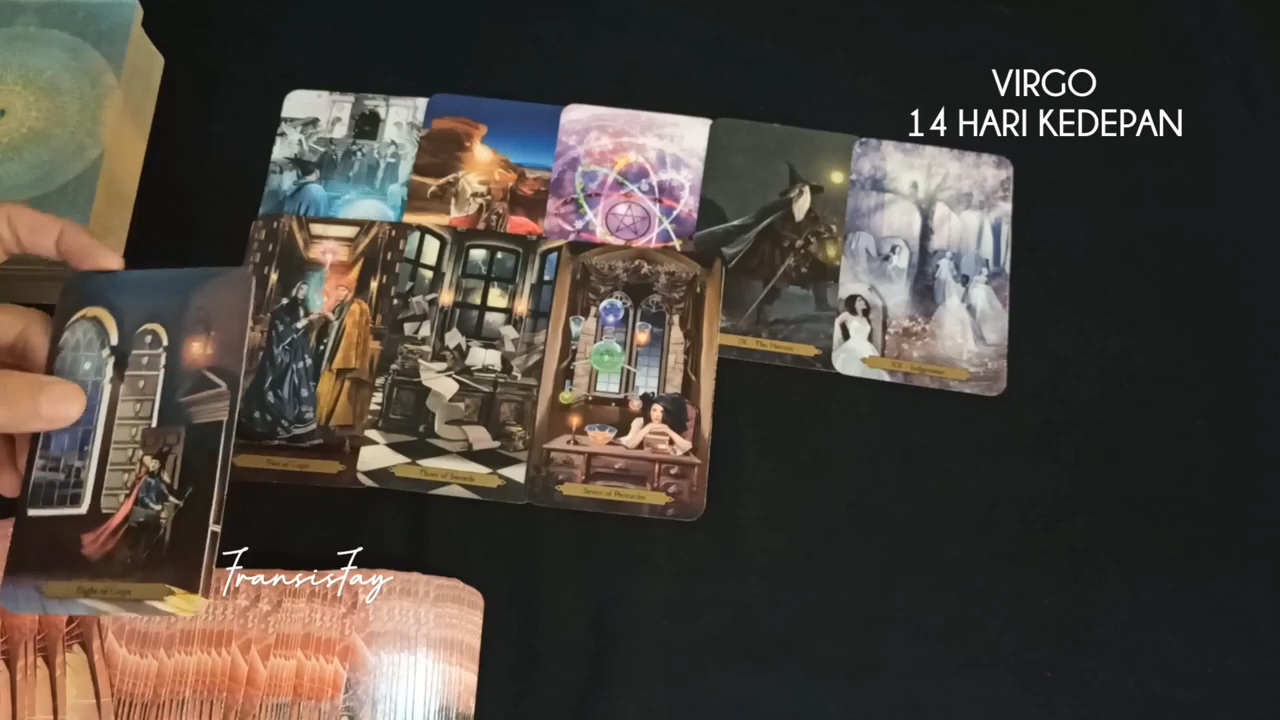 VIRGO
14 HARI KEDEPAN
IX - The Hermit
XX - Judgement
Two of Cups
Three of Swords
Seven of Pentacles
Eight of Cups
TransisFay